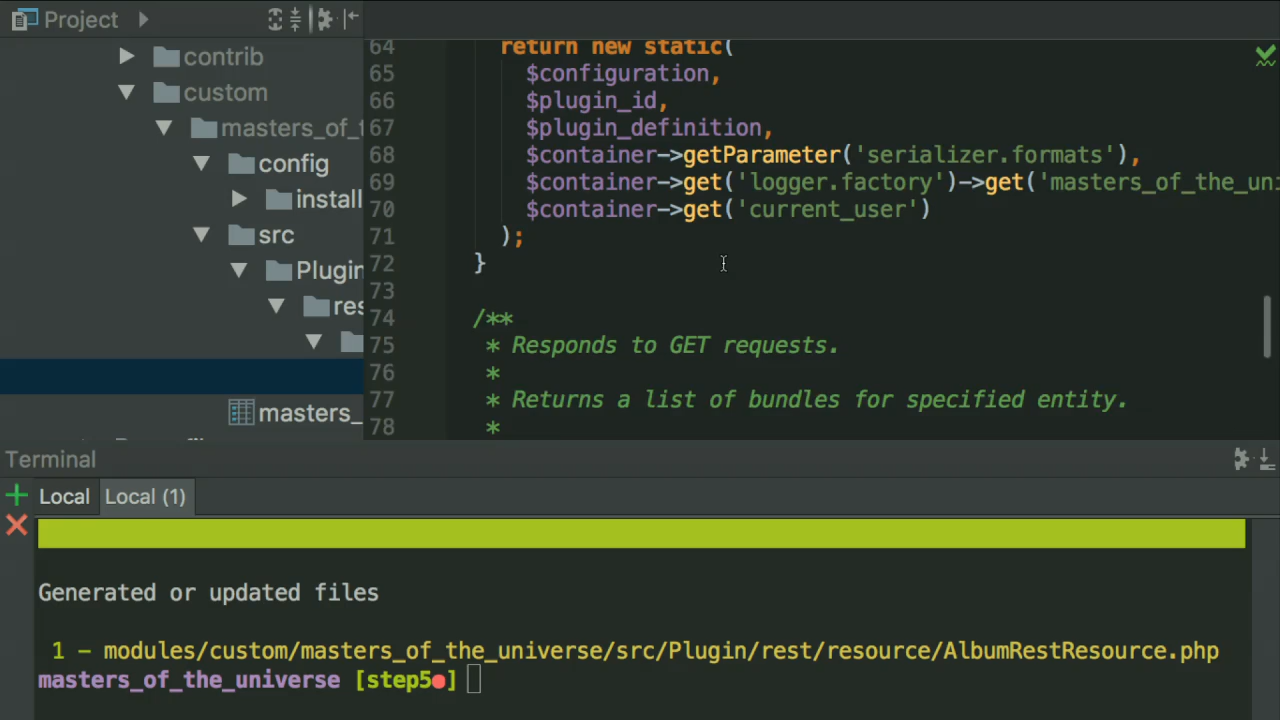 Project
contrib
custom
masters_of_t
config
install
src
Plugin
res
masters_
64 return new static(
65 $configuration,
66 $plugin_id,
67 $plugin_definition,
68 $container->getParameter('serializer.formats'),
69 $container->get('logger.factory')->get('masters_of_the_uni
70 $container->get('current_user')
71 );
72 }
73
74 /**
75 * Responds to GET requests.
76 *
77 * Returns a list of bundles for specified entity.
78 *
Terminal
Local Local (1)
Generated or updated files
1 - modules/custom/masters_of_the_universe/src/Plugin/rest/resource/AlbumRestResource.php
masters_of_the_universe [step5●]